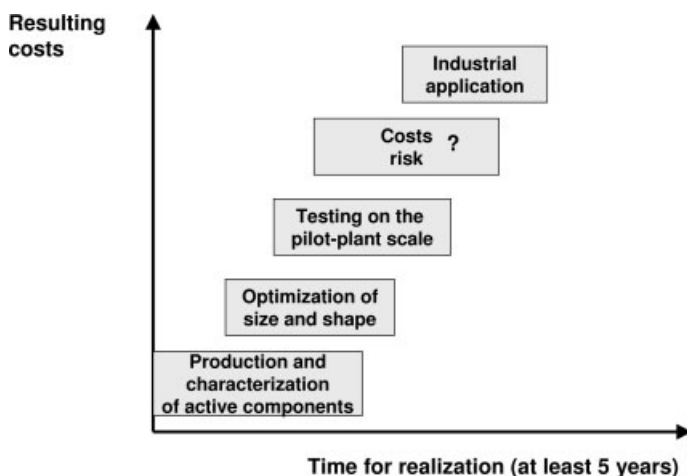 Resulting
costs
Industrial
application
Costs ?
risk
Testing on the
pilot-plant scale
Optimization of
size and shape
Production and
characterization
of active components
Time for realization (at least 5 years)